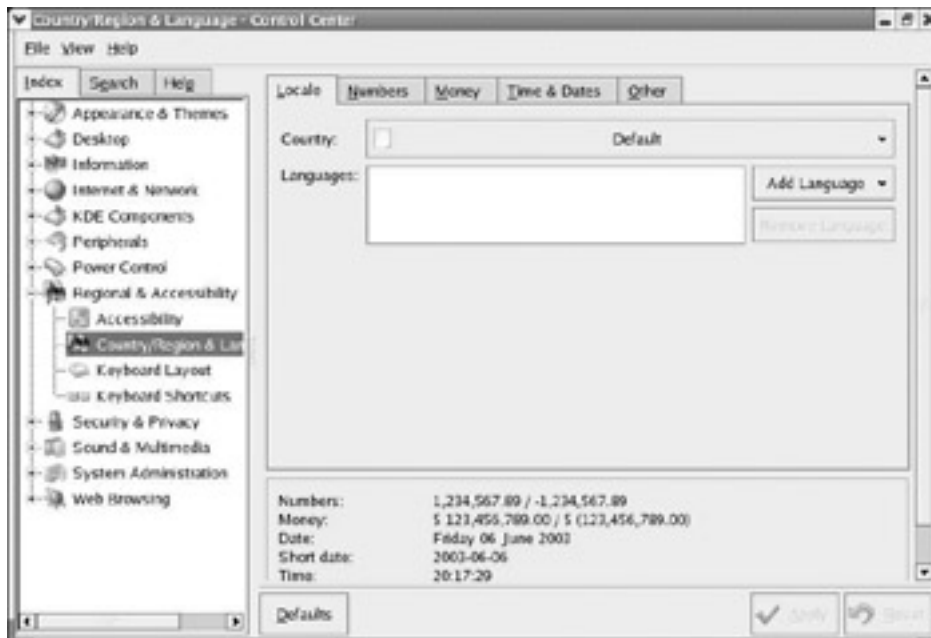 Country/Region & Language - Control Center
File View Help
Index Search Help
Appearance & Themes
Desktop
Information
Internet & Network
KDE Components
Peripherals
Power Control
Regional & Accessibility
Accessibility
Country/Region & Lan
Keyboard Layout
Keyboard Shortcuts
Security & Privacy
Sound & Multimedia
System Administration
Web Browsing
Locale Numbers Money Time & Dates Other
Country: Default
Languages: Add Language
Remove Language
Numbers: 1,234,567.89 / -1,234,567.89
Money: $ 123,456,789.00 / $ (123,456,789.00)
Date: Friday 06 June 2003
Short date: 2003-06-06
Time: 20:17:29
Defaults Apply Reset